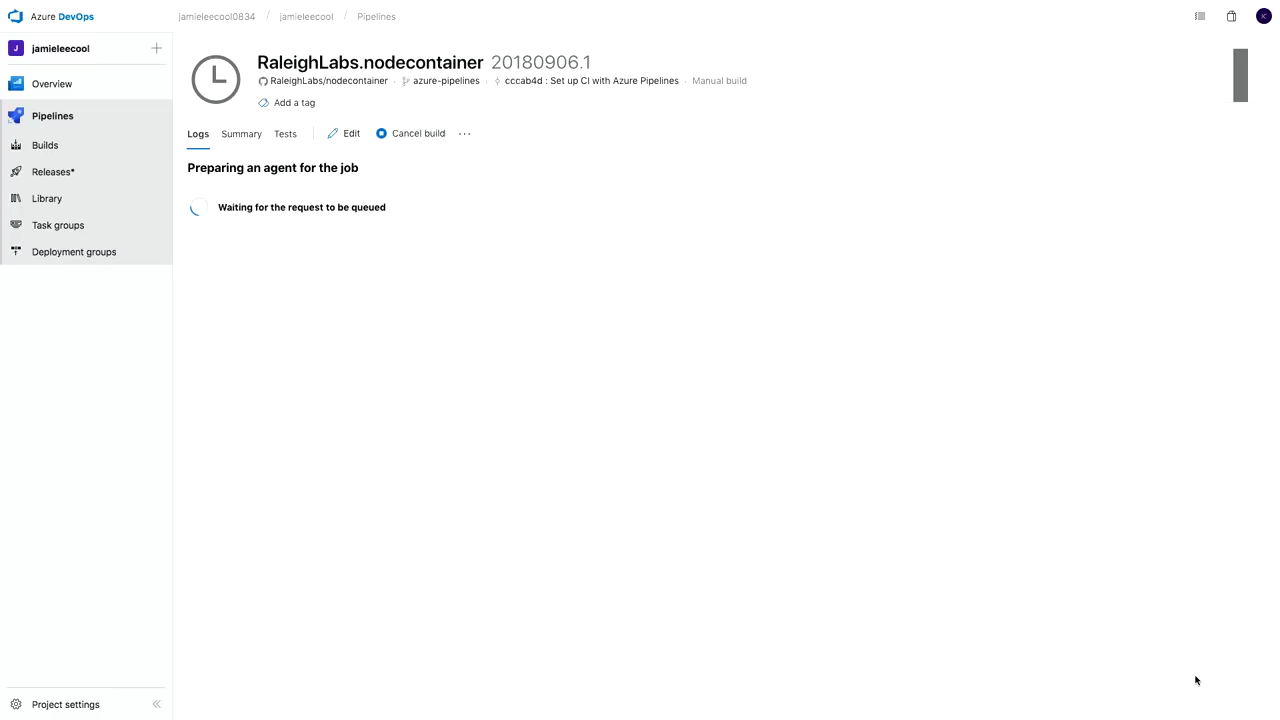 Azure DevOps
jamieleecool0834 / jamieleecool / Pipelines
K
J jamieleecool
Overview
Pipelines
Builds
Releases*
Library
Task groups
Deployment groups
Project settings
RaleighLabs.nodecontainer 20180906.1
RaleighLabs/nodecontainer · azure-pipelines · cccab4d : Set up CI with Azure Pipelines · Manual build
Add a tag
Logs Summary Tests Edit Cancel build ...
Preparing an agent for the job
Waiting for the request to be queued